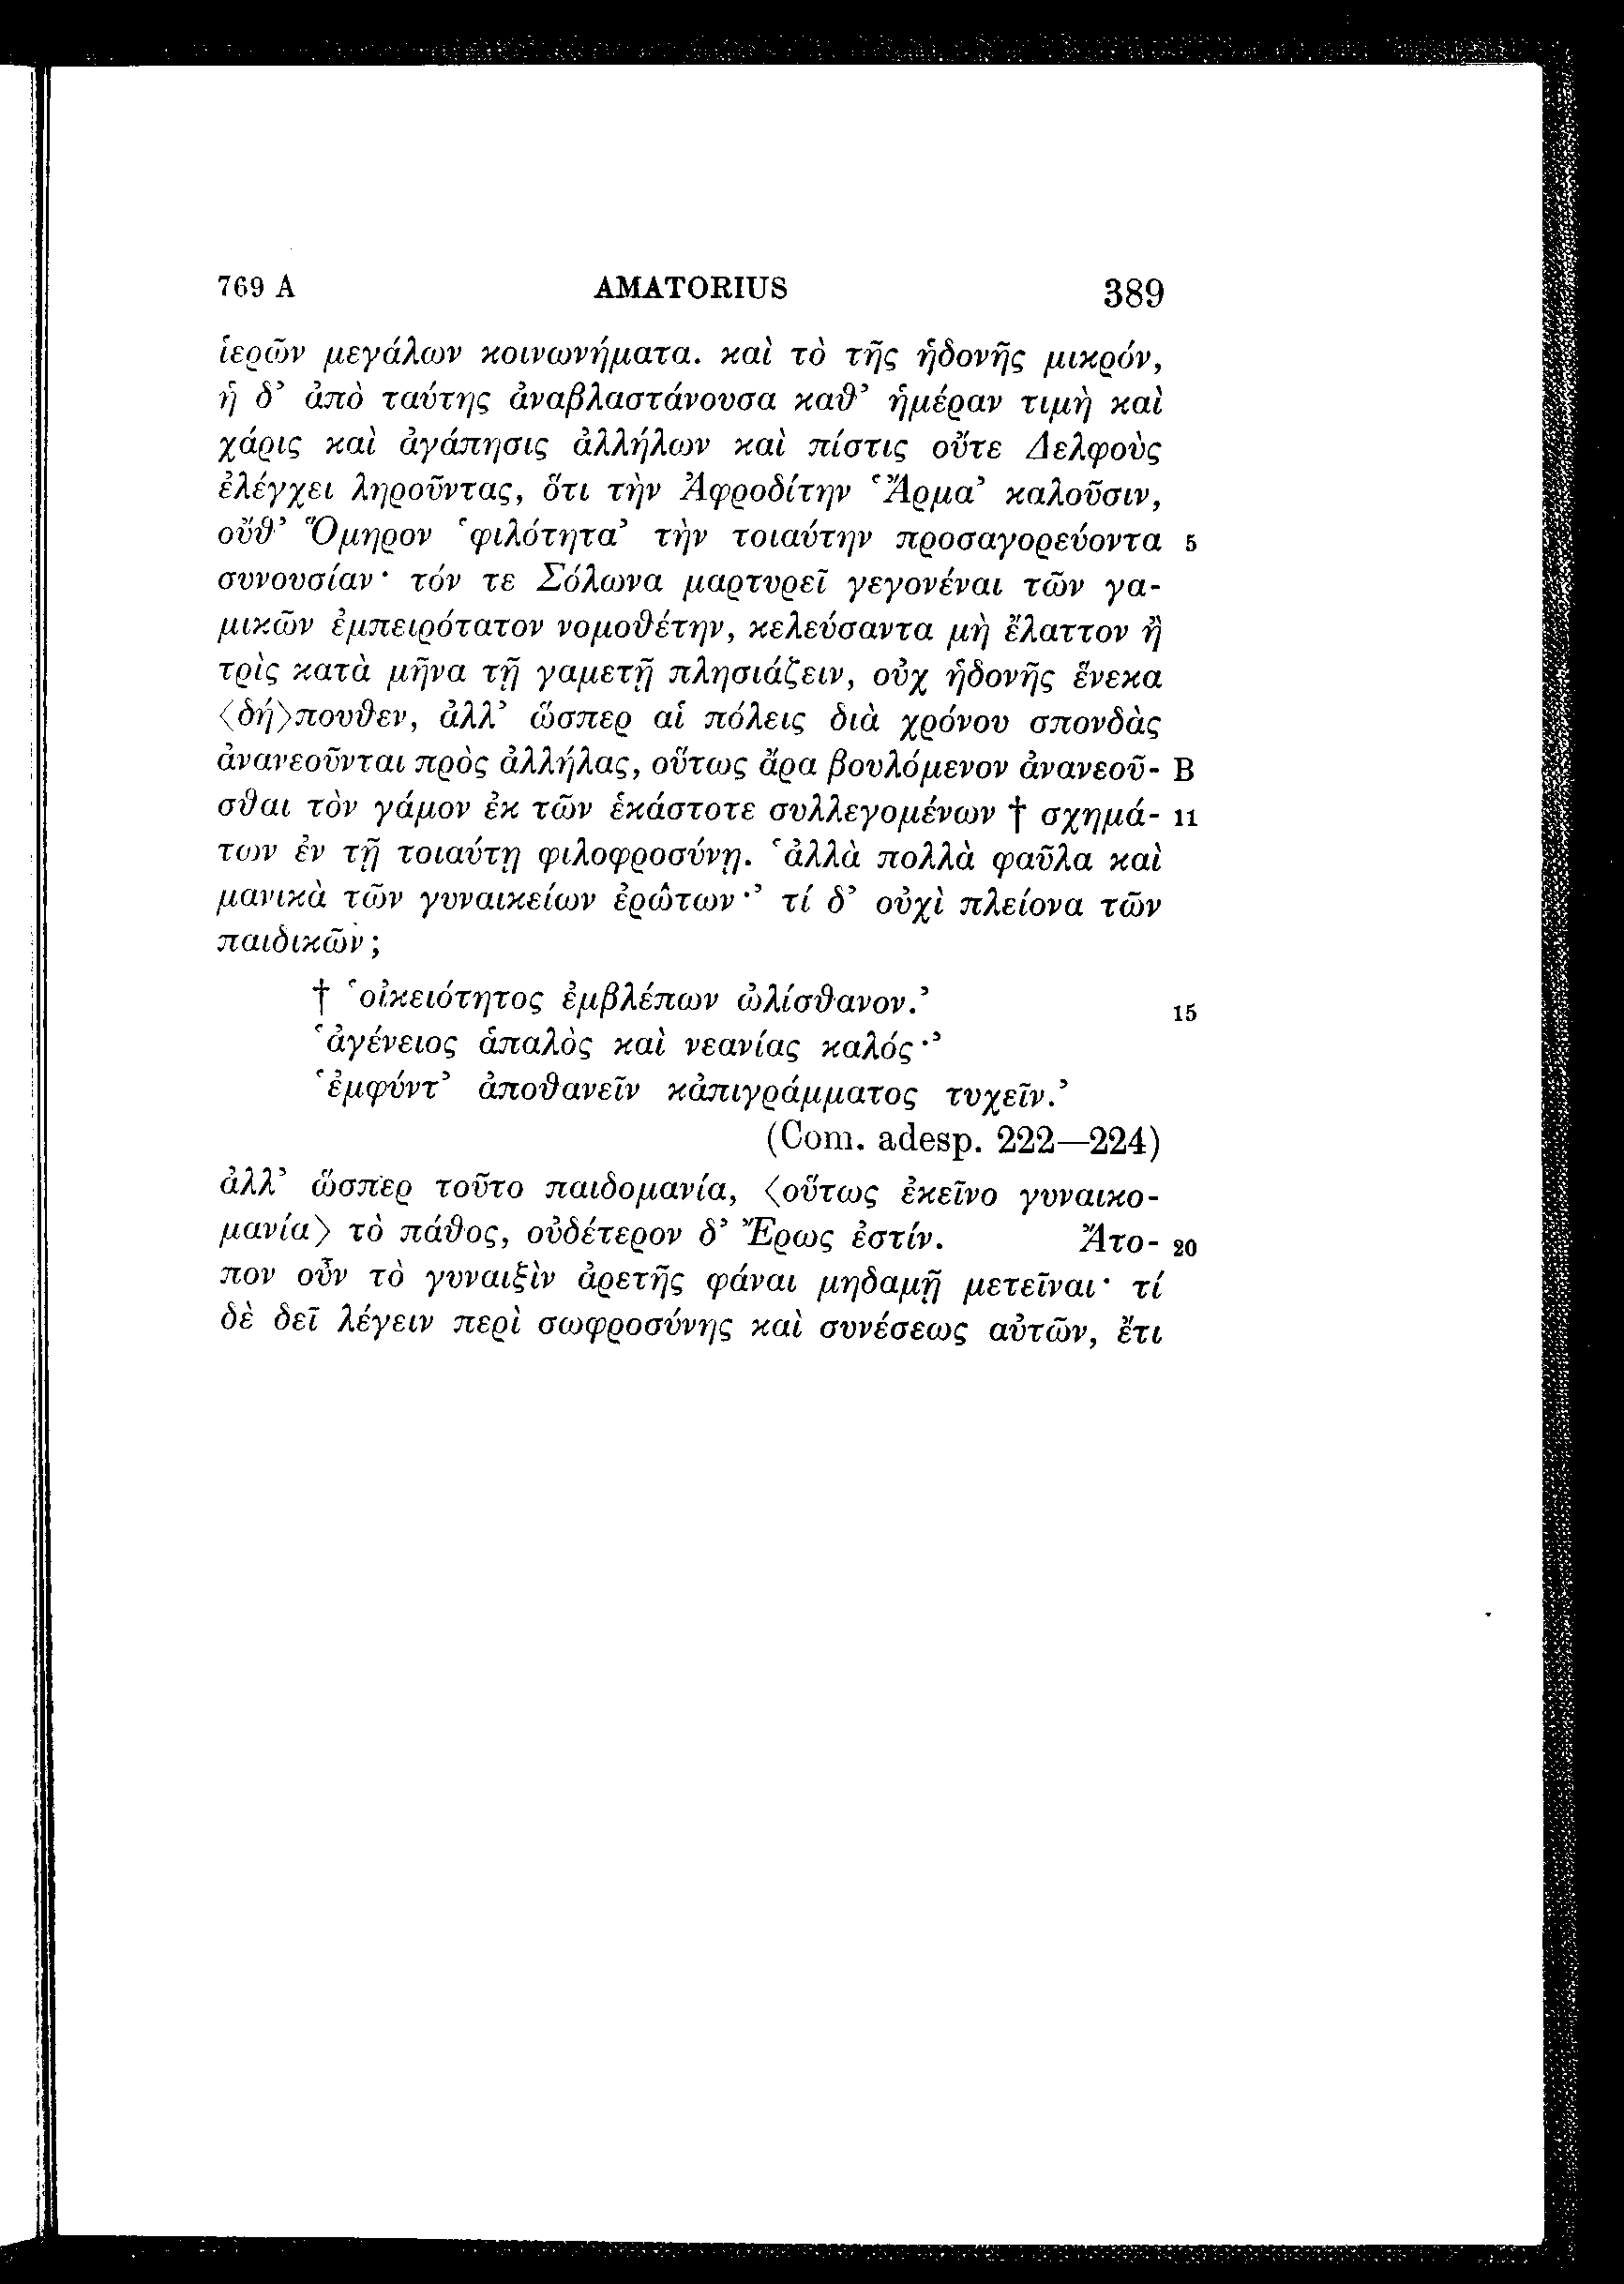 769 A AMATORIUS 389
ἱερῶν μεγάλων κοινωνήματα. καὶ τὸ τῆς ἡδονῆς μικρόν,
ἡ δ’ ἀπὸ ταύτης ἀναβλαστάνουσα καθ’ ἡμέραν τιμὴ καὶ
χάρις καὶ ἀγάπησις ἀλλήλων καὶ πίστις οὔτε Δελφοὺς
ἐλέγχει ληροῦντας, ὅτι τὴν Ἀφροδίτην ‘Ἄρμα’ καλοῦσιν,
οὔθ’ Ὅμηρον ‘φιλότητα’ τὴν τοιαύτην προσαγορεύοντα 5
συνουσίαν· τόν τε Σόλωνα μαρτυρεῖ γεγονέναι τῶν γα-
μικῶν ἐμπειρότατον νομοθέτην, κελεύσαντα μὴ ἔλαττον ἢ
τρὶς κατὰ μῆνα τῇ γαμετῇ πλησιάζειν, οὐχ ἡδονῆς ἕνεκα
〈δή〉πουθεν, ἀλλ’ ὥσπερ αἱ πόλεις διὰ χρόνου σπονδὰς
ἀνανεοῦνται πρὸς ἀλλήλας, οὕτως ἄρα βουλόμενον ἀνανεοῦ- B
σθαι τὸν γάμον ἐκ τῶν ἑκάστοτε συλλεγομένων † σχημά- 11
των ἐν τῇ τοιαύτῃ φιλοφροσύνῃ. ‘ἀλλὰ πολλὰ φαῦλα καὶ
μανικὰ τῶν γυναικείων ἐρώτων·’ τί δ’ οὐχὶ πλείονα τῶν
παιδικῶν;
† ‘οἰκειότητος ἐμβλέπων ὠλίσθανον.’ 15
‘ἀγένειος ἁπαλὸς καὶ νεανίας καλός·’
‘ἐμφύντ’ ἀποθανεῖν κἀπιγράμματος τυχεῖν.’
(Com. adesp. 222—224)
ἀλλ’ ὥσπερ τοῦτο παιδομανία, 〈οὕτως ἐκεῖνο γυναικο-
μανία〉 τὸ πάθος, οὐδέτερον δ’ Ἔρως ἐστίν. Ἄτο- 20
πον οὖν τὸ γυναιξὶν ἀρετῆς φάναι μηδαμῇ μετεῖναι· τί
δὲ δεῖ λέγειν περὶ σωφροσύνης καὶ συνέσεως αὐτῶν, ἔτι